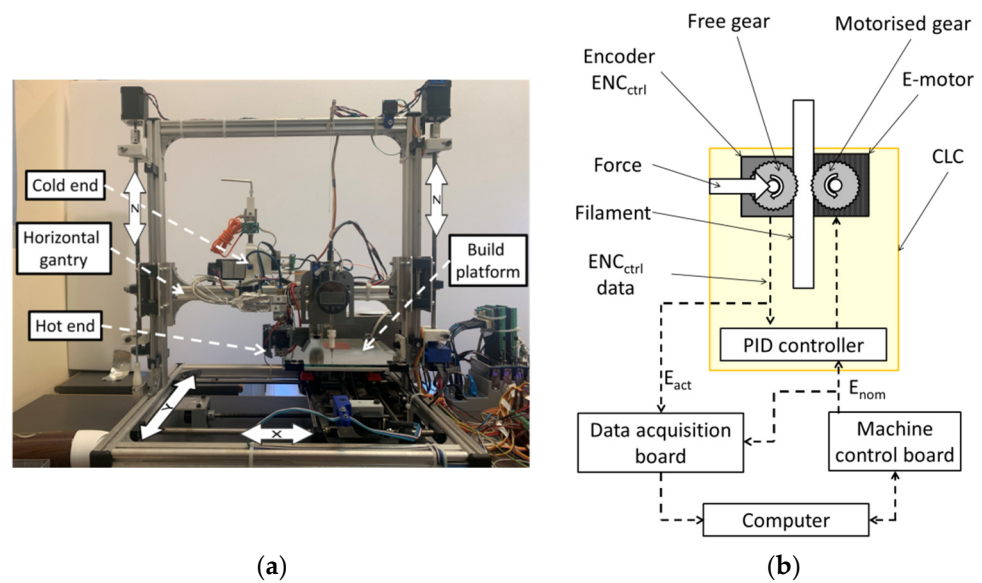 Cold end
Horizontal
gantry
Hot end
Build
platform
Z
Z
Y
X
(a)
Free gear
Motorised gear
Encoder
ENCctrl
E-motor
Force
CLC
Filament
ENCctrl
data
PID controller
Eact
Enom
Data acquisition
board
Machine
control board
Computer
(b)